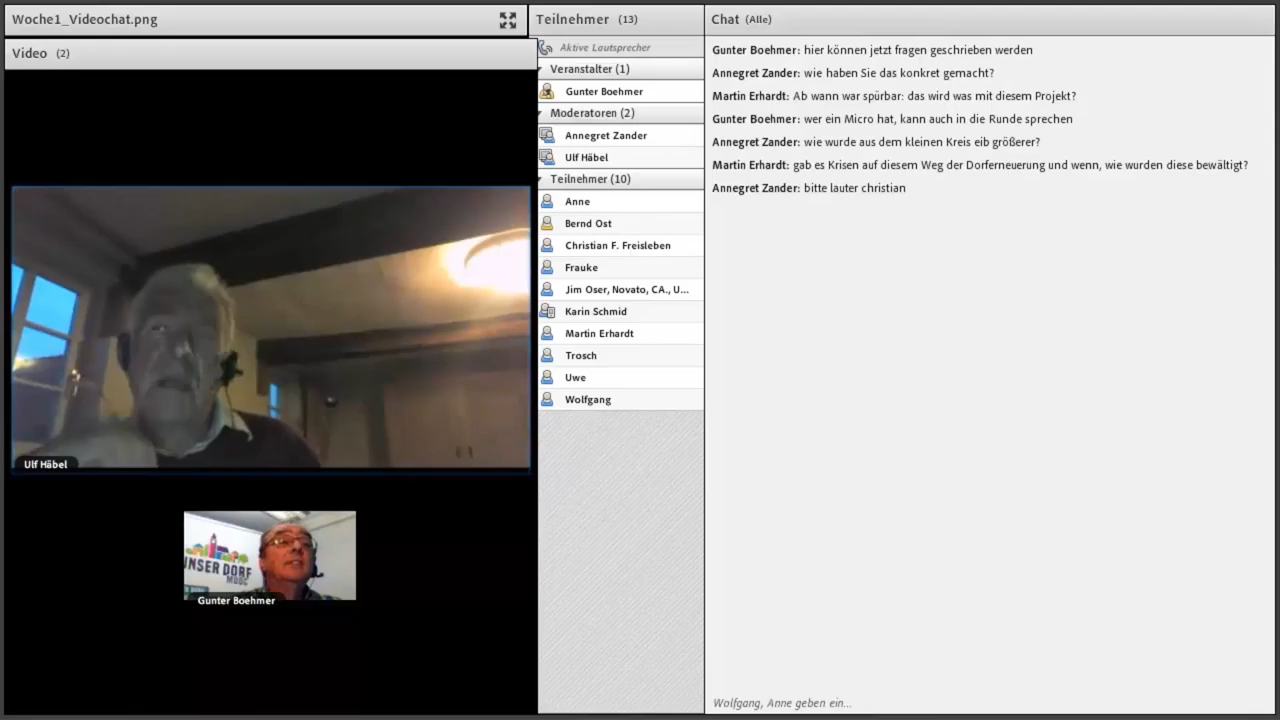 Woche1_Videochat.png
Video (2)
Ulf Häbel
UNSER DORF
MOOC
Gunter Boehmer
Teilnehmer (13)
Aktive Lautsprecher
Veranstalter (1)
Gunter Boehmer
Moderatoren (2)
Annegret Zander
Ulf Häbel
Teilnehmer (10)
Anne
Bernd Ost
Christian F. Freisleben
Frauke
Jim Oser, Novato, CA., U...
Karin Schmid
Martin Erhardt
Trosch
Uwe
Wolfgang
Chat (Alle)
Gunter Boehmer: hier können jetzt fragen geschrieben werden
Annegret Zander: wie haben Sie das konkret gemacht?
Martin Erhardt: Ab wann war spürbar: das wird was mit diesem Projekt?
Gunter Boehmer: wer ein Micro hat, kann auch in die Runde sprechen
Annegret Zander: wie wurde aus dem kleinen Kreis eib größerer?
Martin Erhardt: gab es Krisen auf diesem Weg der Dorferneuerung und wenn, wie wurden diese bewältigt?
Annegret Zander: bitte lauter christian
Wolfgang, Anne geben ein...